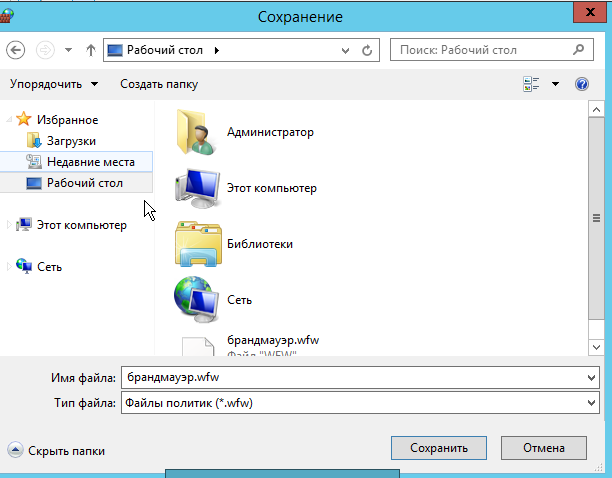 Сохранение
Рабочий стол
Поиск: Рабочий стол
Упорядочить
Создать папку
Избранное
Загрузки
Недавние места
Рабочий стол
Этот компьютер
Сеть
Администратор
Этот компьютер
Библиотеки
Сеть
брандмауэр.wfw
Файл "WFW"
Имя файла: брандмауэр.wfw
Тип файла: Файлы политик (*.wfw)
Скрыть папки
Сохранить
Отмена